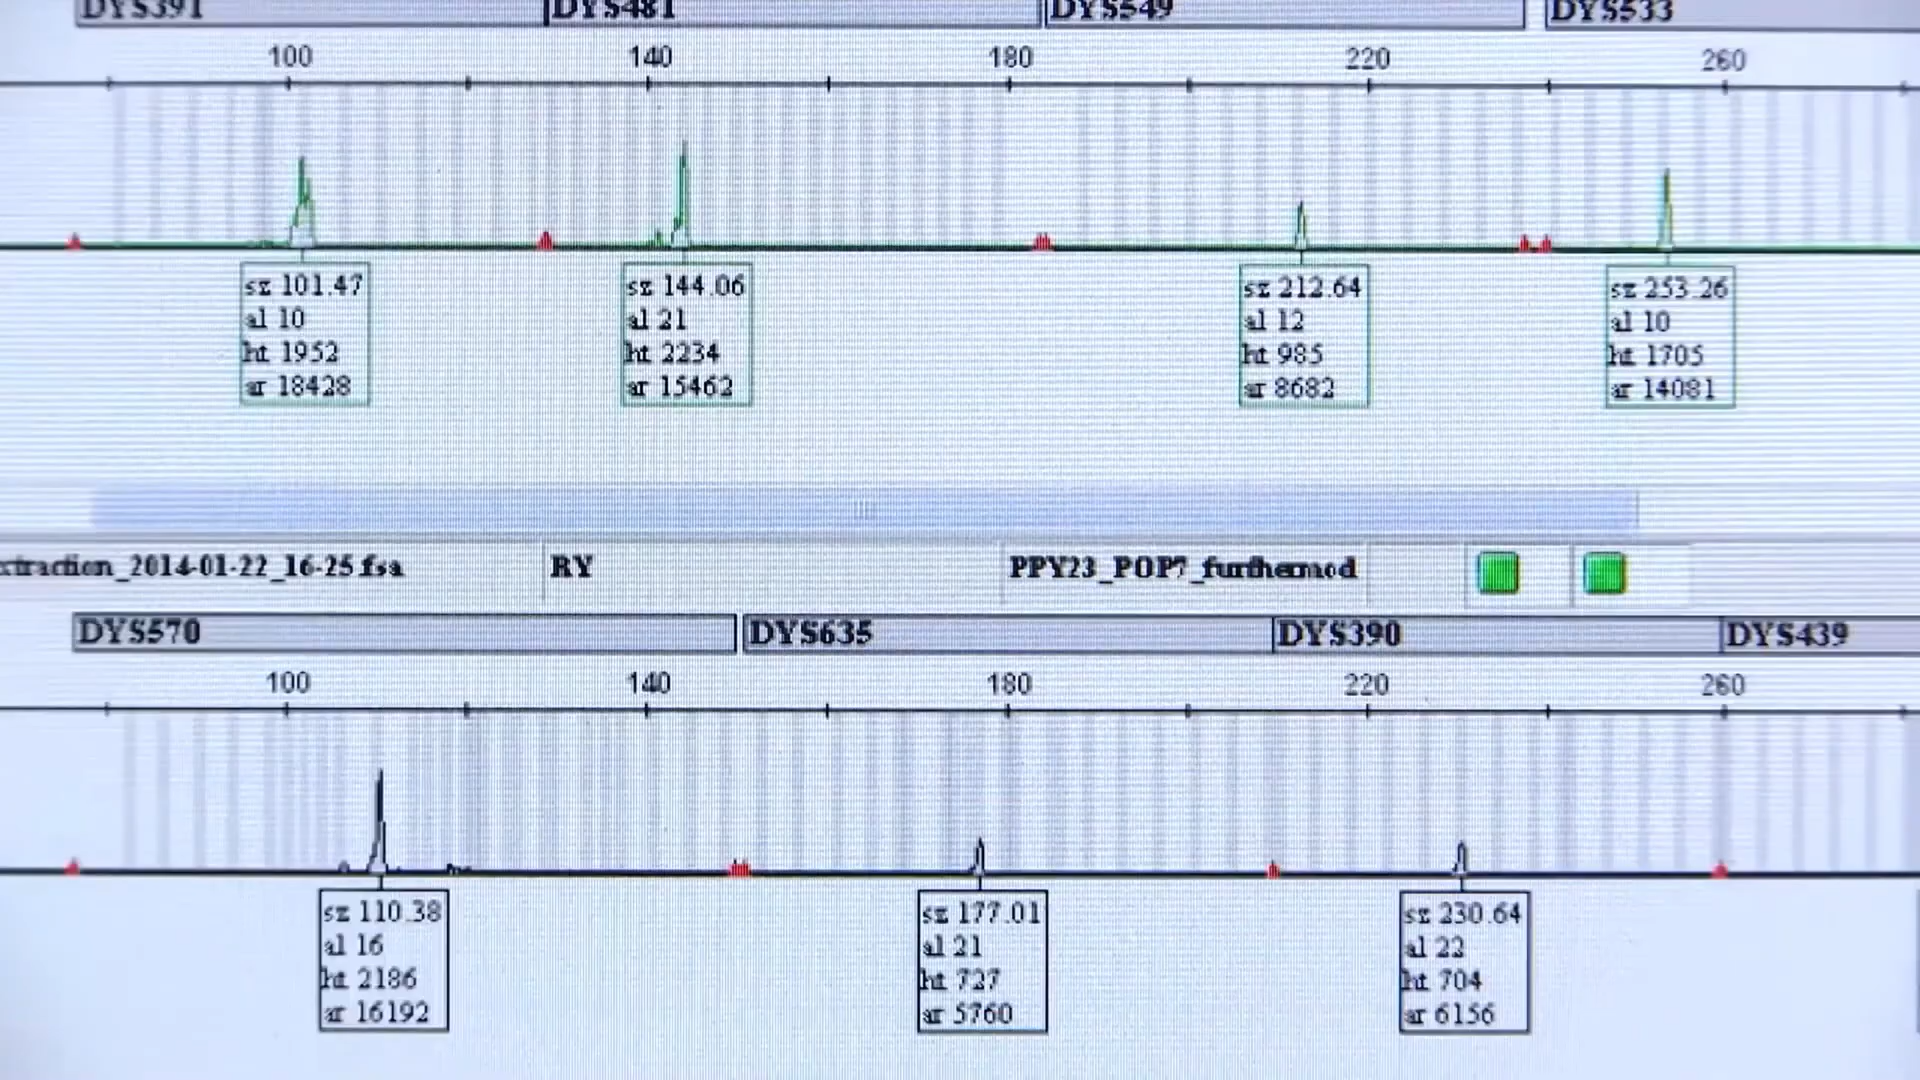 DYS391 DYS481 DYS549 DYS533
100 140 180 220 260
sz 101.47 sz 144.06 sz 212.64 sz 253.26
al 10 al 21 al 12 al 10
ht 1952 ht 2234 ht 985 ht 1705
ar 18428 ar 15462 ar 8682 ar 14081
xtraction_2014-01-22_16-25.fsa RY PPY23_POP7_furthermod
DYS570 DYS635 DYS390 DYS439
100 140 180 220 260
sz 110.38 sz 177.01 sz 230.64
al 16 al 21 al 22
ht 2186 ht 727 ht 704
ar 16192 ar 5760 ar 6156